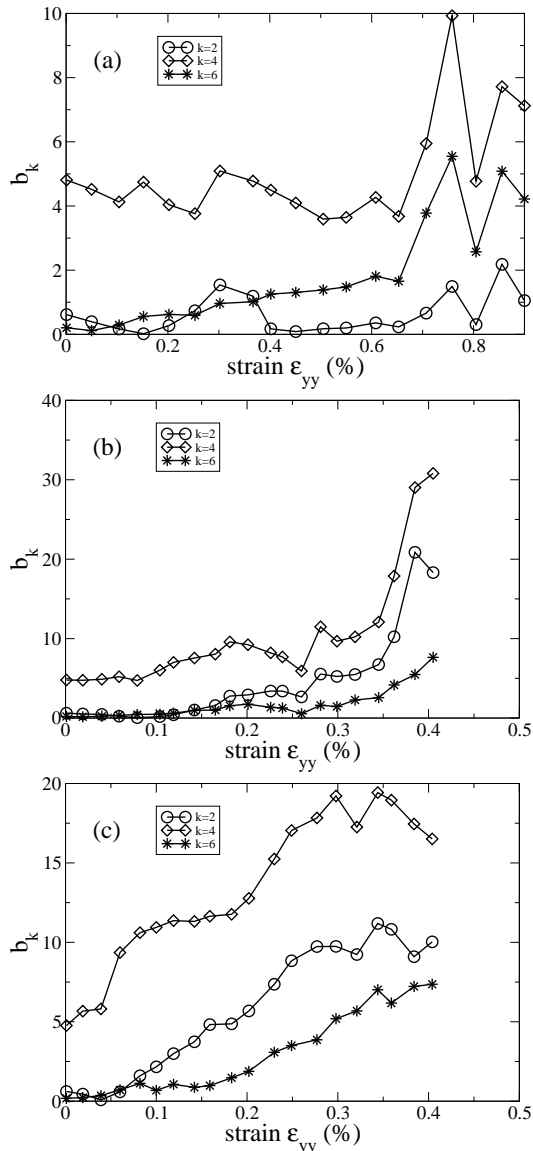 10
(a)
k=2
k=4
k=6
8
6
b_k
4
2
0
0 0.2 0.4 0.6 0.8
strain ε_yy (%)
40
(b)
k=2
k=4
k=6
30
b_k
20
10
0
0 0.1 0.2 0.3 0.4 0.5
strain ε_yy (%)
20
(c)
k=2
k=4
k=6
15
b_k
10
5
0
0 0.1 0.2 0.3 0.4 0.5
strain ε_yy (%)